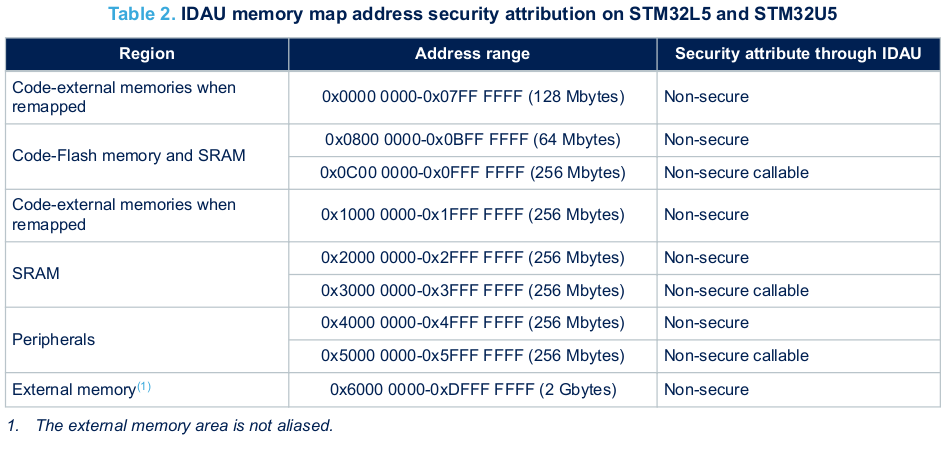 Table 2. IDAU memory map address security attribution on STM32L5 and STM32U5
Region Address range Security attribute through IDAU
Code-external memories when
remapped
0x0000 0000-0x07FF FFFF (128 Mbytes) Non-secure
Code-Flash memory and SRAM
0x0800 0000-0x0BFF FFFF (64 Mbytes) Non-secure
0x0C00 0000-0x0FFF FFFF (256 Mbytes) Non-secure callable
Code-external memories when
remapped
0x1000 0000-0x1FFF FFFF (256 Mbytes) Non-secure
SRAM
0x2000 0000-0x2FFF FFFF (256 Mbytes) Non-secure
0x3000 0000-0x3FFF FFFF (256 Mbytes) Non-secure callable
Peripherals
0x4000 0000-0x4FFF FFFF (256 Mbytes) Non-secure
0x5000 0000-0x5FFF FFFF (256 Mbytes) Non-secure callable
External memory(1) 0x6000 0000-0xDFFF FFFF (2 Gbytes) Non-secure
1. The external memory area is not aliased.